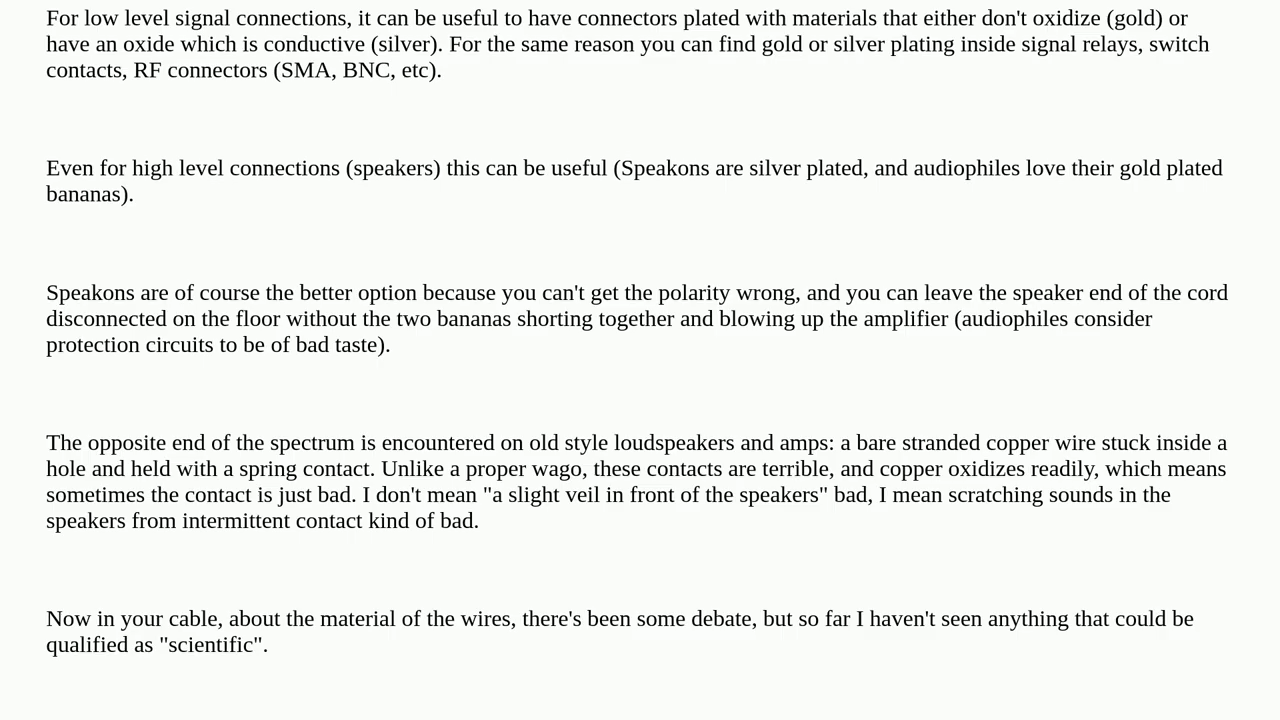 For low level signal connections, it can be useful to have connectors plated with materials that either don't oxidize (gold) or
have an oxide which is conductive (silver). For the same reason you can find gold or silver plating inside signal relays, switch
contacts, RF connectors (SMA, BNC, etc).
Even for high level connections (speakers) this can be useful (Speakons are silver plated, and audiophiles love their gold plated
bananas).
Speakons are of course the better option because you can't get the polarity wrong, and you can leave the speaker end of the cord
disconnected on the floor without the two bananas shorting together and blowing up the amplifier (audiophiles consider
protection circuits to be of bad taste).
The opposite end of the spectrum is encountered on old style loudspeakers and amps: a bare stranded copper wire stuck inside a
hole and held with a spring contact. Unlike a proper wago, these contacts are terrible, and copper oxidizes readily, which means
sometimes the contact is just bad. I don't mean "a slight veil in front of the speakers" bad, I mean scratching sounds in the
speakers from intermittent contact kind of bad.
Now in your cable, about the material of the wires, there's been some debate, but so far I haven't seen anything that could be
qualified as "scientific".